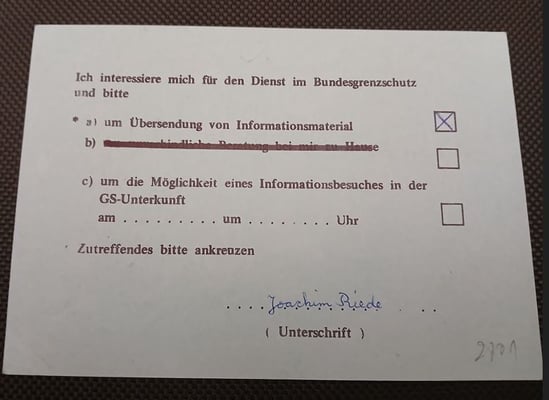 Ich interessiere mich für den Dienst im Bundesgrenzschutz
und bitte
* a) um Übersendung von Informationsmaterial
b) um unverbindliche Beratung bei mir zu Hause
c) um die Möglichkeit eines Informationsbesuches in der
GS-Unterkunft
am . . . . . . . . . um . . . . . . . . Uhr
Zutreffendes bitte ankreuzen
. . . . Joachim Riede . .
( Unterschrift )
2701